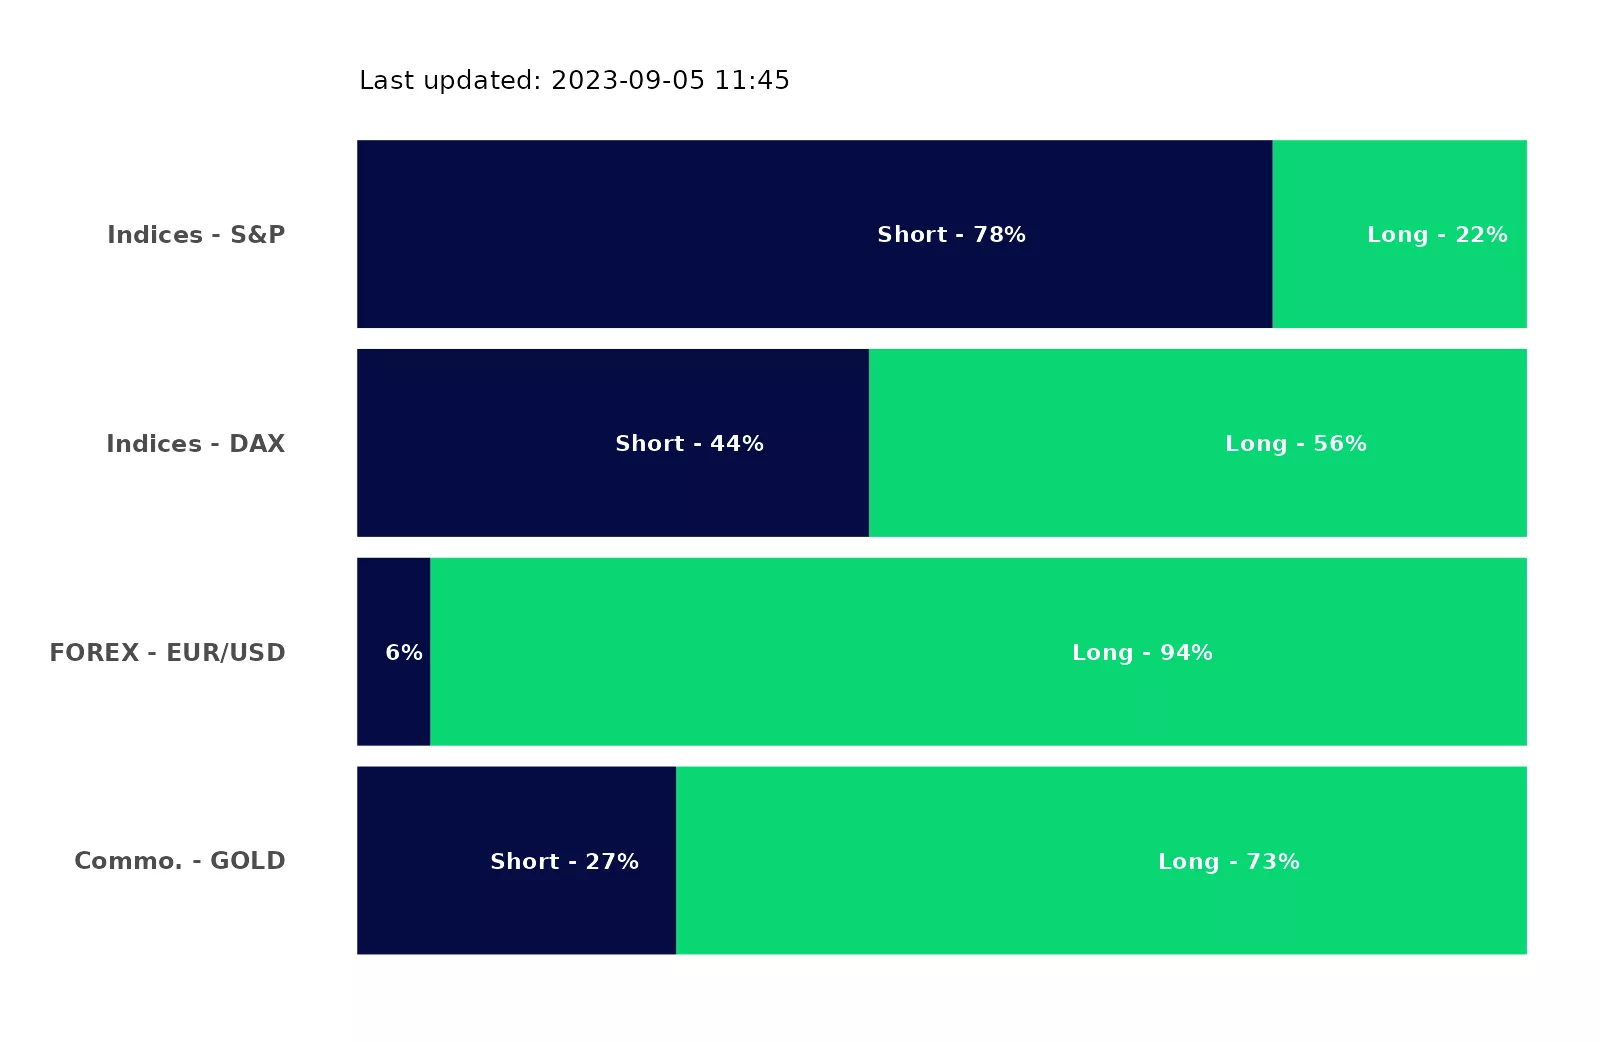 Last updated: 2023-09-05 11:45
Indices - S&P Short - 78% Long - 22%
Indices - DAX Short - 44% Long - 56%
FOREX - EUR/USD 6% Long - 94%
Commo. - GOLD Short - 27% Long - 73%